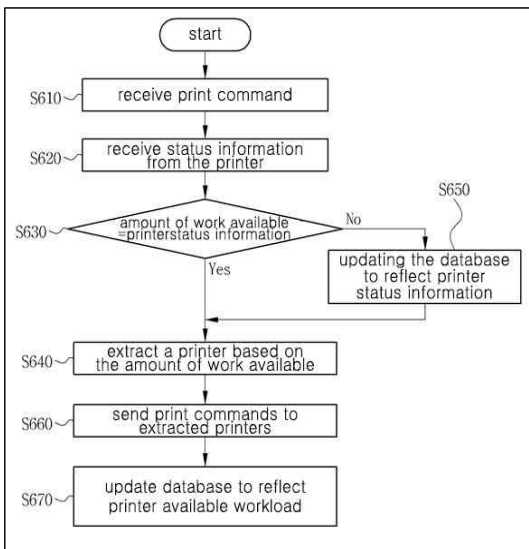 start
S610
receive print command
S620
receive status information
from the printer
S630
amount of work available
=printerstatus information
No
Yes
S650
updating the database
to reflect printer
status information
S640
extract a printer based on
the amount of work available
S660
send print commands to
extracted printers
S670
update database to reflect
printer available workload